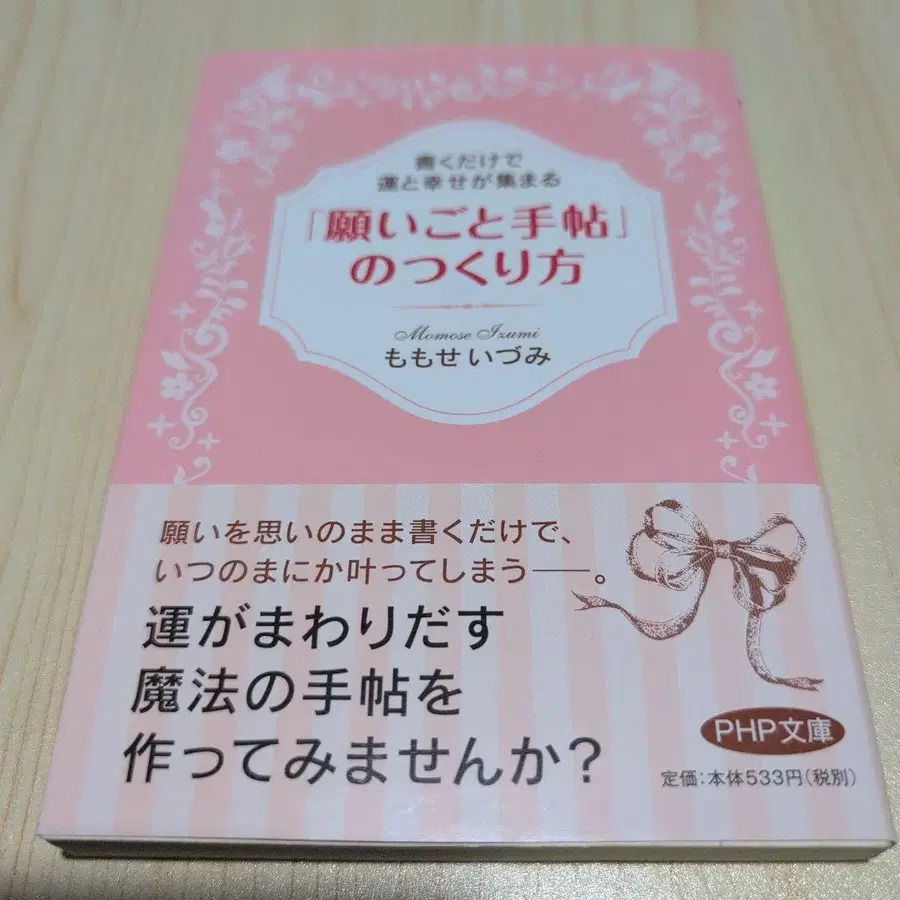 書くだけで
運と幸せが集まる
「願いごと手帖」
のつくり方
Momose Izumi
ももせいづみ
願いを思いのまま書くだけで、
いつのまにか叶ってしまう──。
運がまわりだす
魔法の手帖を
作ってみませんか?
PHP文庫
定価:本体533円(税別)